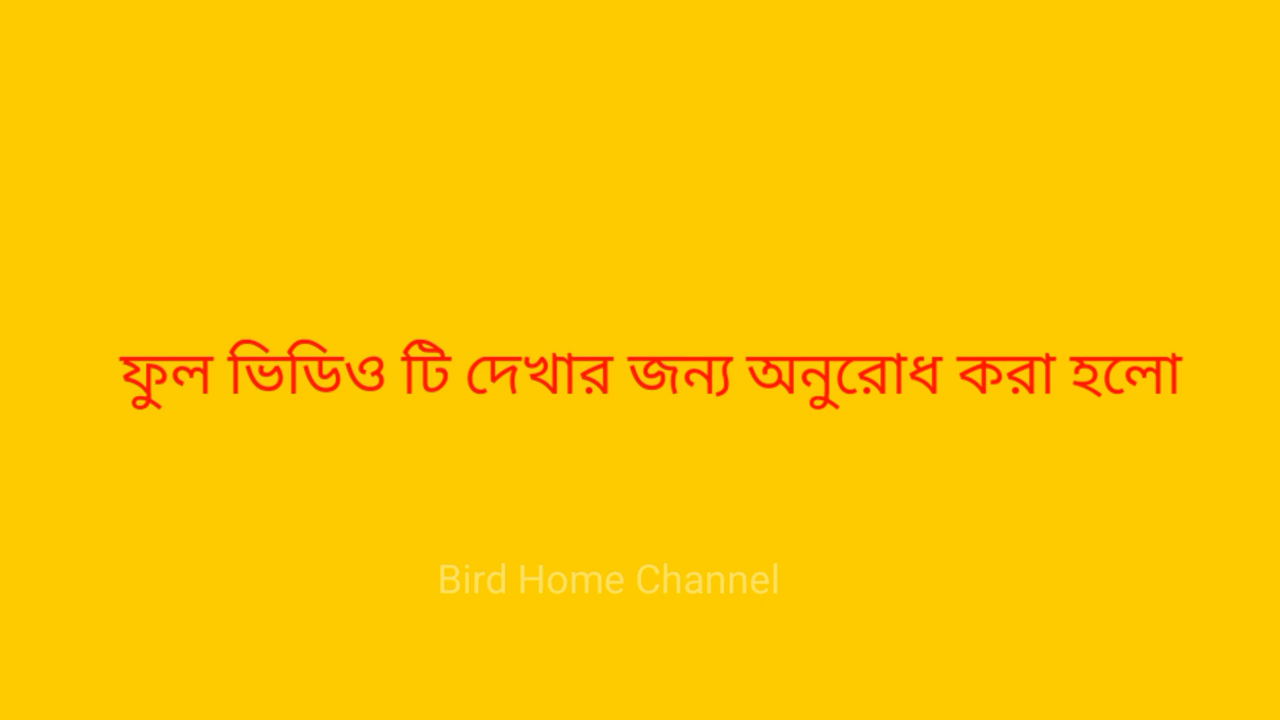 ফুল ভিডিও টি দেখার জন্য অনুরোধ করা হলো
Bird Home Channel